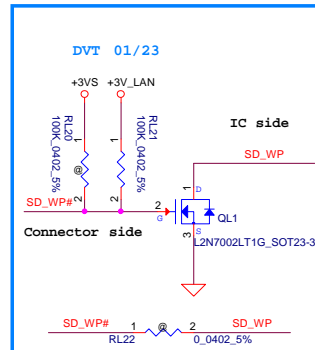 DVT 01/23
+3VS
+3V_LAN
RL20
100K_0402_5%
RL21
100K_0402_5%
IC side
1
1
@
2
2
SD_WP
SD_WP#
1
D
2
G
QL1
S
3
Connector side
L2N7002LT1G_SOT23-3
SD_WP#
1
@
2
SD_WP
RL22
0_0402_5%